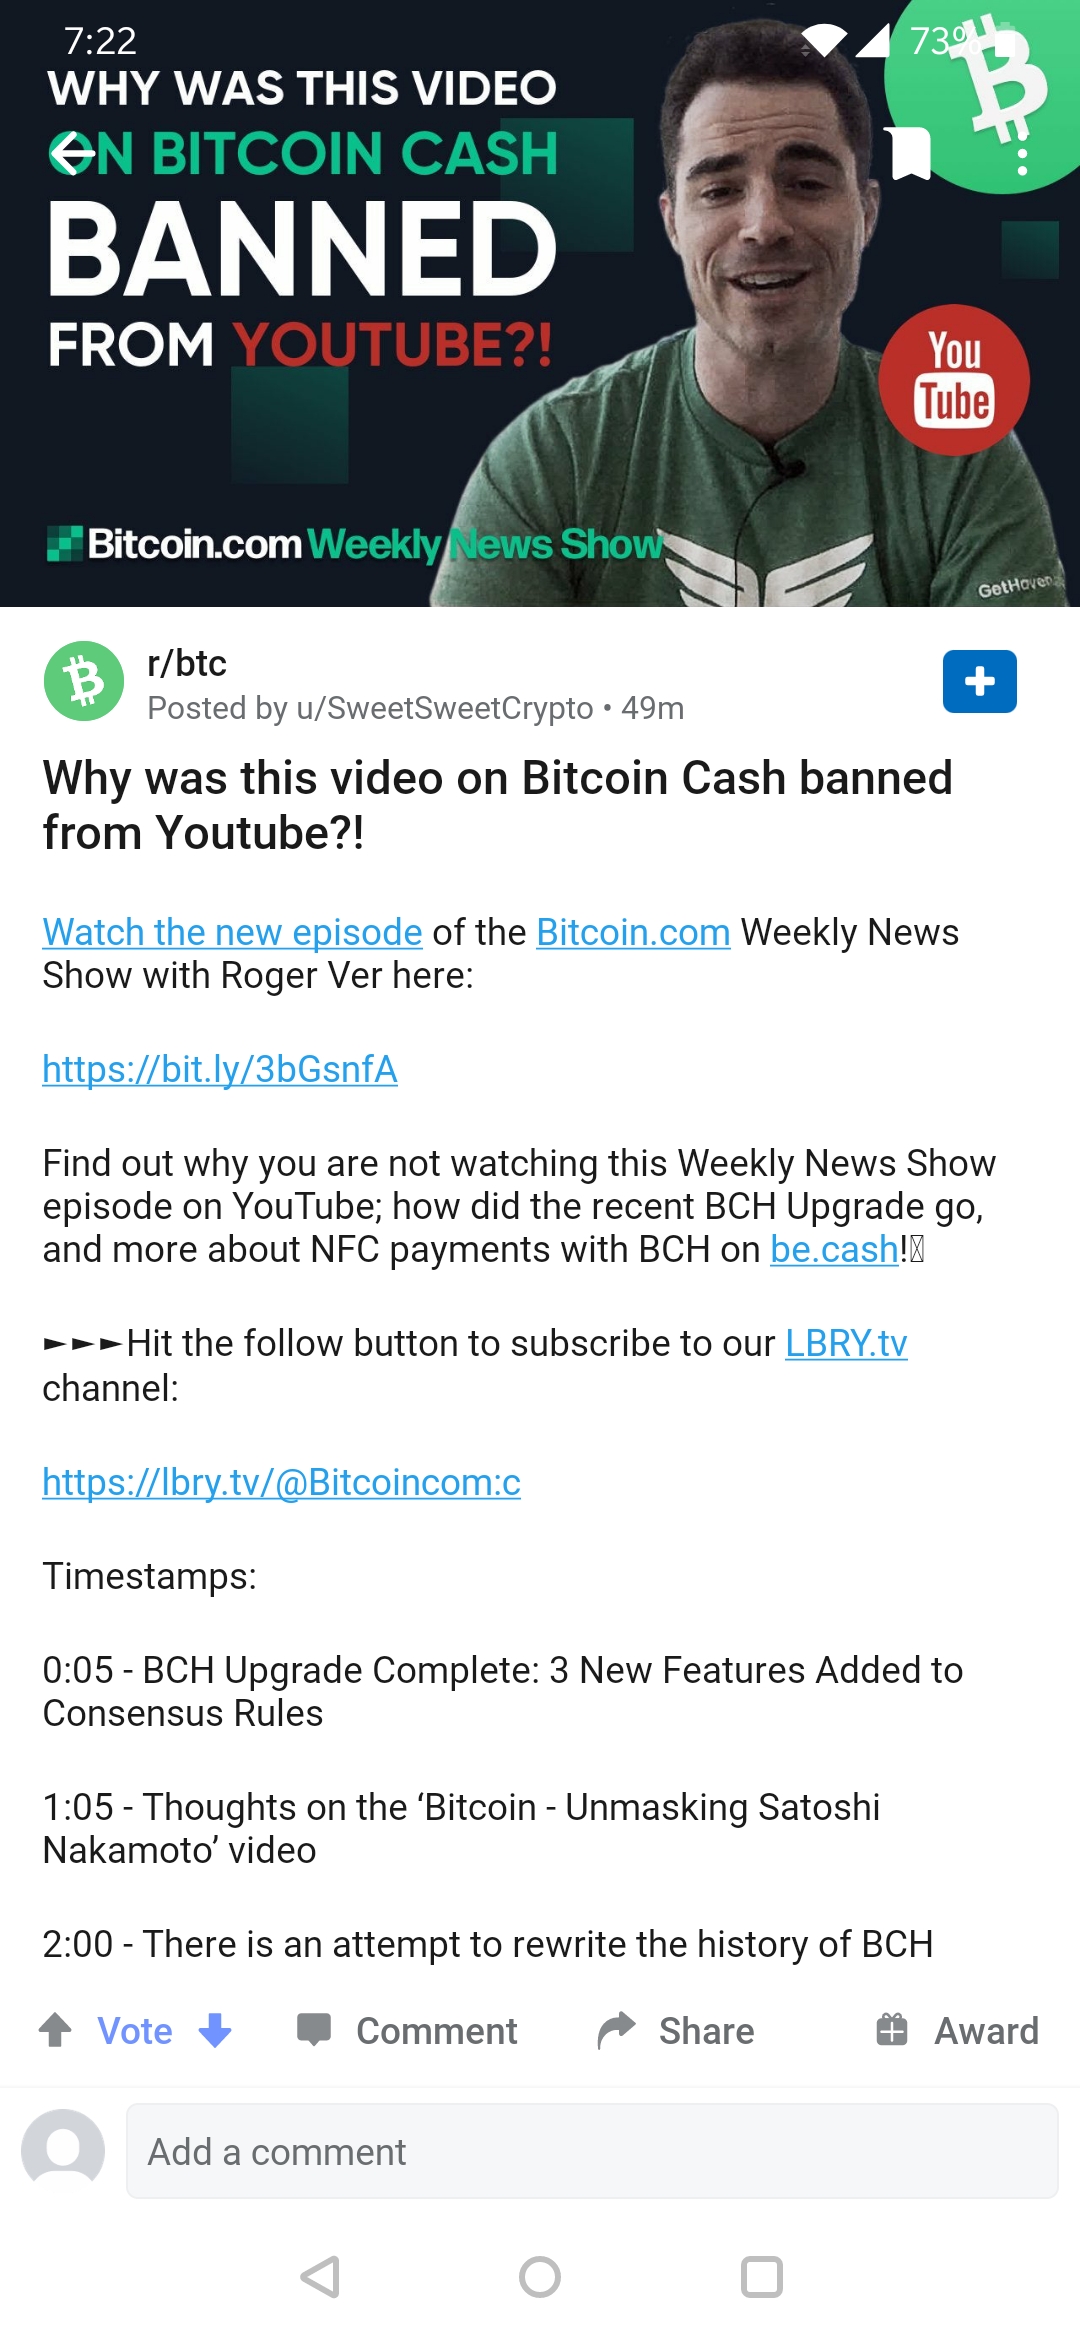 7:22
73%
WHY WAS THIS VIDEO
ON BITCOIN CASH
BANNED
FROM YOUTUBE?!
You
Tube
Bitcoin.com Weekly News Show
GetHaven
r/btc
Posted by u/SweetSweetCrypto • 49m
Why was this video on Bitcoin Cash banned
from Youtube?!
Watch the new episode of the Bitcoin.com Weekly News
Show with Roger Ver here:
https://bit.ly/3bGsnfA
Find out why you are not watching this Weekly News Show
episode on YouTube; how did the recent BCH Upgrade go,
and more about NFC payments with BCH on be.cash!
►►►Hit the follow button to subscribe to our LBRY.tv
channel:
https://lbry.tv/@Bitcoincom:c
Timestamps:
0:05 - BCH Upgrade Complete: 3 New Features Added to
Consensus Rules
1:05 - Thoughts on the ‘Bitcoin - Unmasking Satoshi
Nakamoto’ video
2:00 - There is an attempt to rewrite the history of BCH
Vote
Comment
Share
Award
Add a comment